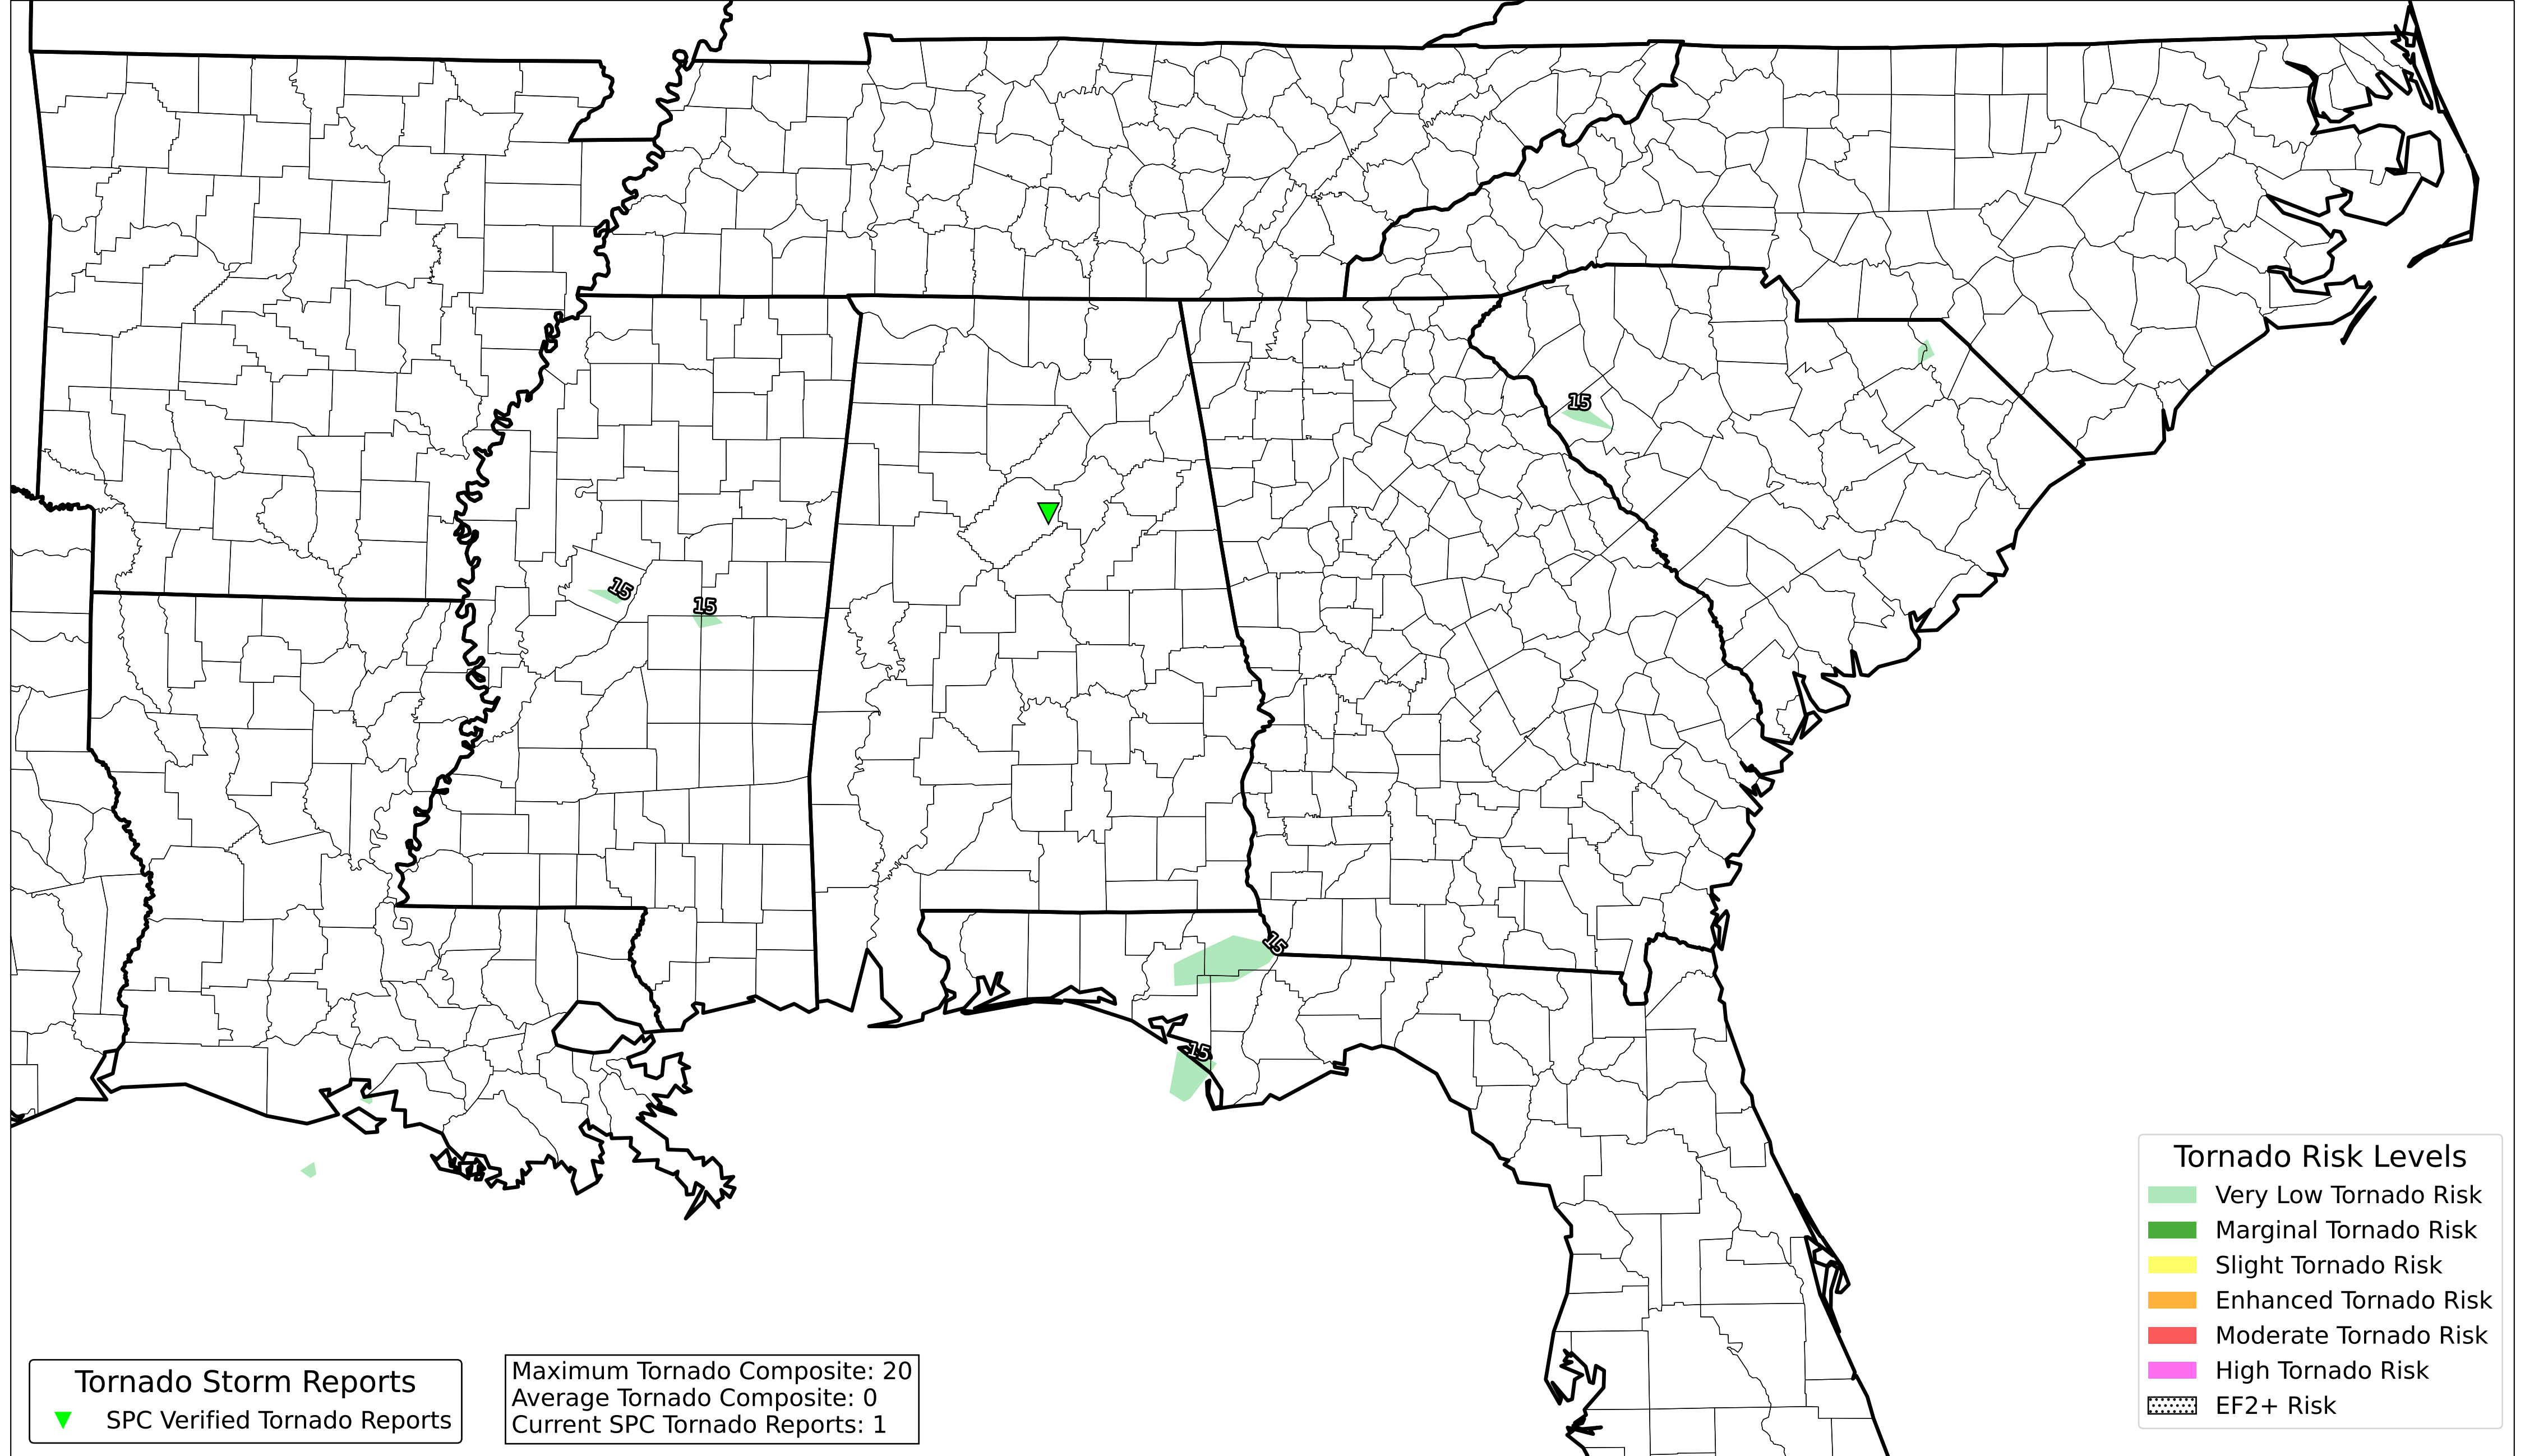 15
15
15
15
15
Tornado Risk Levels
Very Low Tornado Risk
Marginal Tornado Risk
Slight Tornado Risk
Enhanced Tornado Risk
Moderate Tornado Risk
High Tornado Risk
EF2+ Risk
Tornado Storm Reports
SPC Verified Tornado Reports
Maximum Tornado Composite: 20
Average Tornado Composite: 0
Current SPC Tornado Reports: 1